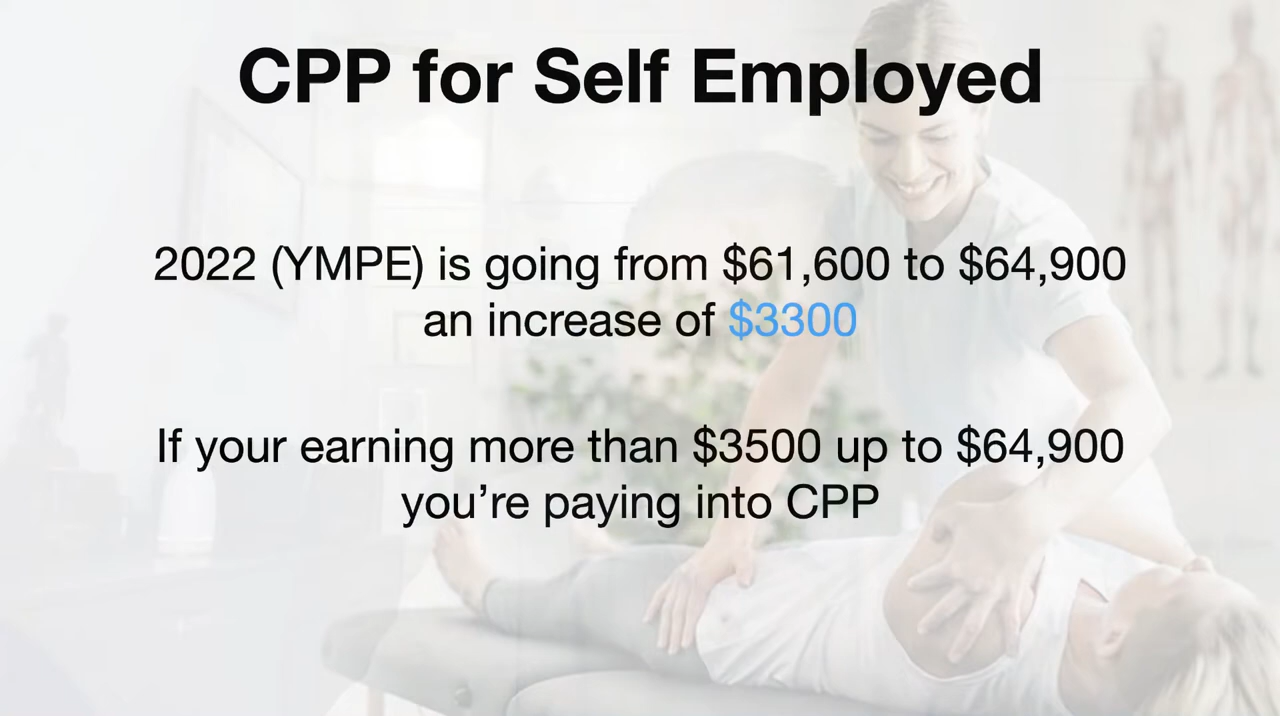 CPP for Self Employed
2022 (YMPE) is going from $61,600 to $64,900
an increase of $3300
If your earning more than $3500 up to $64,900
you're paying into CPP